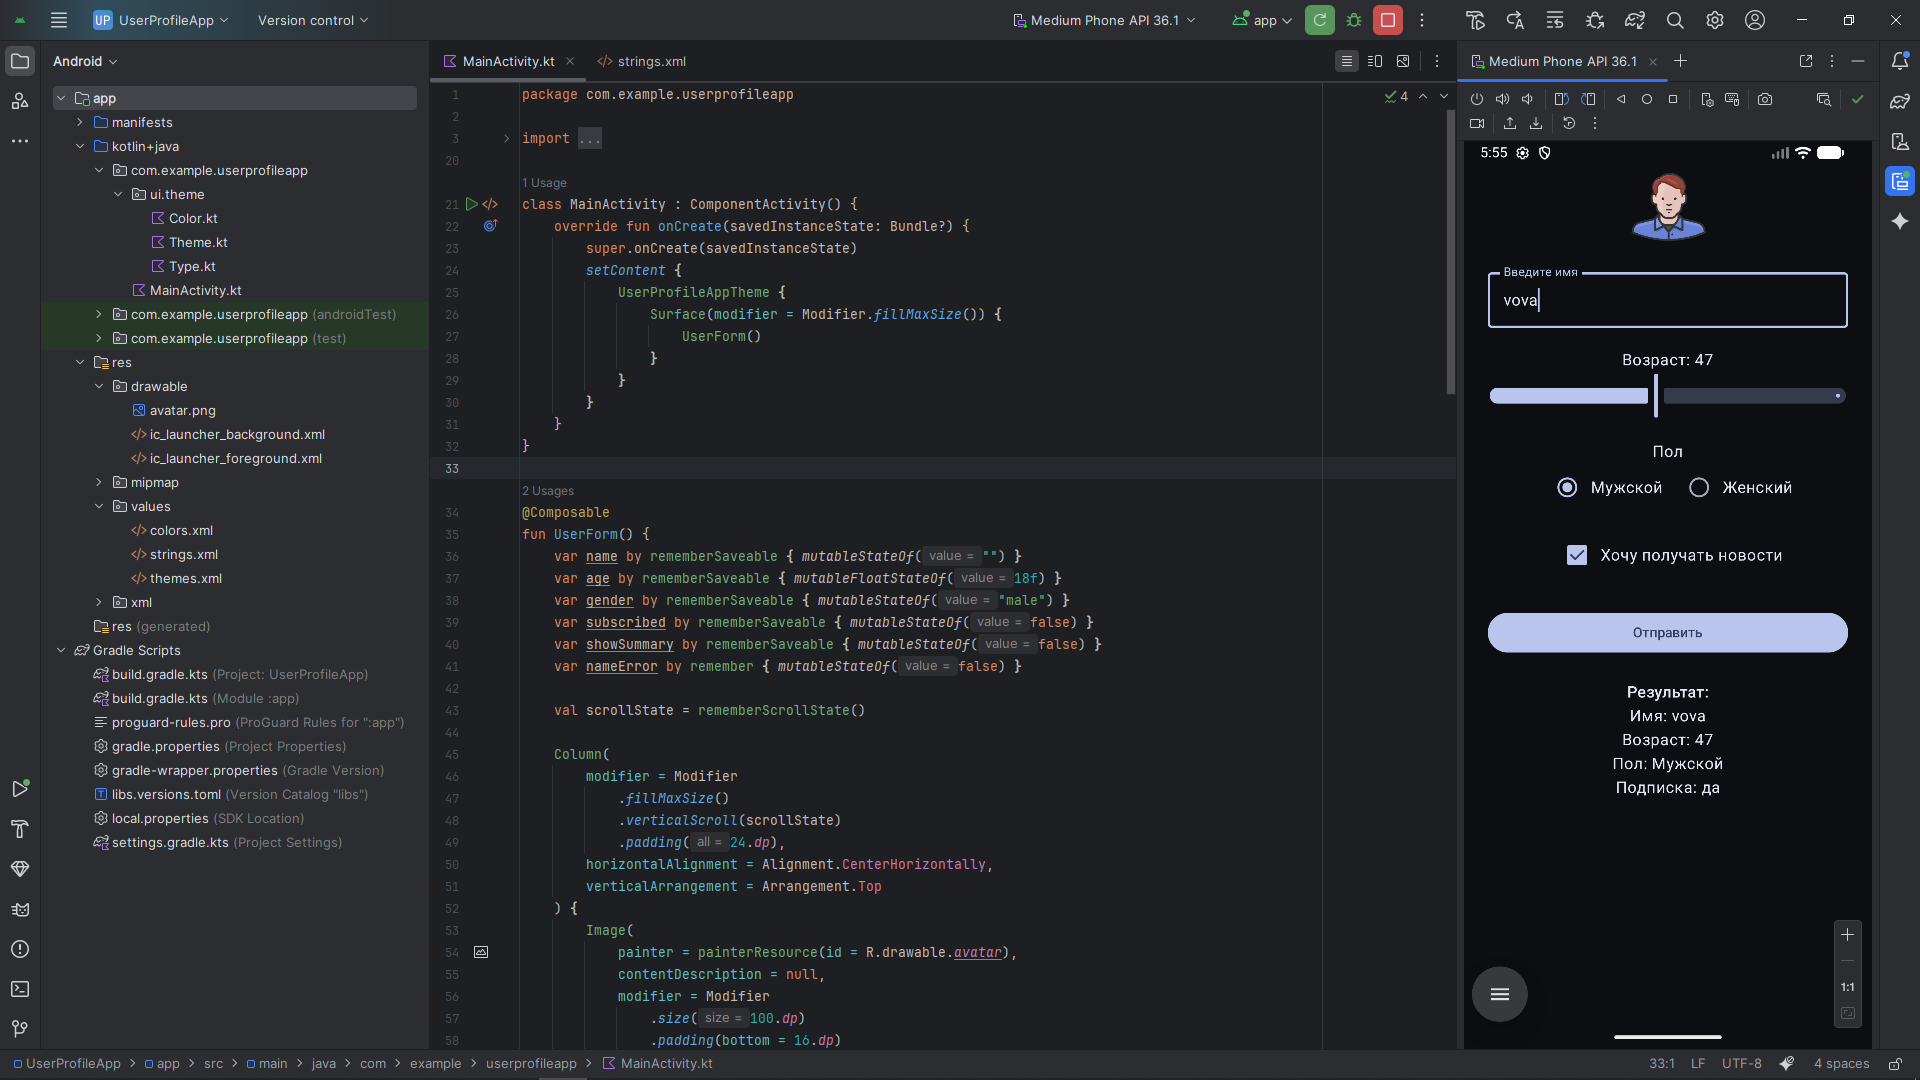 UP UserProfileApp Version control Medium Phone API 36.1 app
Android
app
manifests
kotlin+java
com.example.userprofileapp
ui.theme
Color.kt
Theme.kt
Type.kt
MainActivity.kt
com.example.userprofileapp (androidTest)
com.example.userprofileapp (test)
res
drawable
avatar.png
ic_launcher_background.xml
ic_launcher_foreground.xml
mipmap
values
colors.xml
strings.xml
themes.xml
xml
res (generated)
Gradle Scripts
build.gradle.kts (Project: UserProfileApp)
build.gradle.kts (Module :app)
proguard-rules.pro (ProGuard Rules for ":app")
gradle.properties (Project Properties)
gradle-wrapper.properties (Gradle Version)
libs.versions.toml (Version Catalog "libs")
local.properties (SDK Location)
settings.gradle.kts (Project Settings)
MainActivity.kt strings.xml
4
1 package com.example.userprofileapp
2
3 import ...
20
1 Usage
21 class MainActivity : ComponentActivity() {
22 override fun onCreate(savedInstanceState: Bundle?) {
23 super.onCreate(savedInstanceState)
24 setContent {
25 UserProfileAppTheme {
26 Surface(modifier = Modifier.fillMaxSize()) {
27 UserForm()
28 }
29 }
30 }
31 }
32 }
33
2 Usages
34 @Composable
35 fun UserForm() {
36 var name by rememberSaveable { mutableStateOf( value = "") }
37 var age by rememberSaveable { mutableFloatStateOf( value = 18f) }
38 var gender by rememberSaveable { mutableStateOf( value = "male") }
39 var subscribed by rememberSaveable { mutableStateOf( value = false) }
40 var showSummary by rememberSaveable { mutableStateOf( value = false) }
41 var nameError by remember { mutableStateOf( value = false) }
42
43 val scrollState = rememberScrollState()
44
45 Column(
46 modifier = Modifier
47 .fillMaxSize()
48 .verticalScroll(scrollState)
49 .padding( all = 24.dp),
50 horizontalAlignment = Alignment.CenterHorizontally,
51 verticalArrangement = Arrangement.Top
52 ) {
53 Image(
54 painter = painterResource(id = R.drawable.avatar),
55 contentDescription = null,
56 modifier = Modifier
57 .size( size = 100.dp)
58 .padding(bottom = 16.dp)
Medium Phone API 36.1
5:55
Введите имя
vova
Возраст: 47
Пол
Мужской Женский
Хочу получать новости
Отправить
Результат:
Имя: vova
Возраст: 47
Пол: Мужской
Подписка: да
1:1
UserProfileApp app src main java com example userprofileapp MainActivity.kt
33:1 LF UTF-8 4 spaces